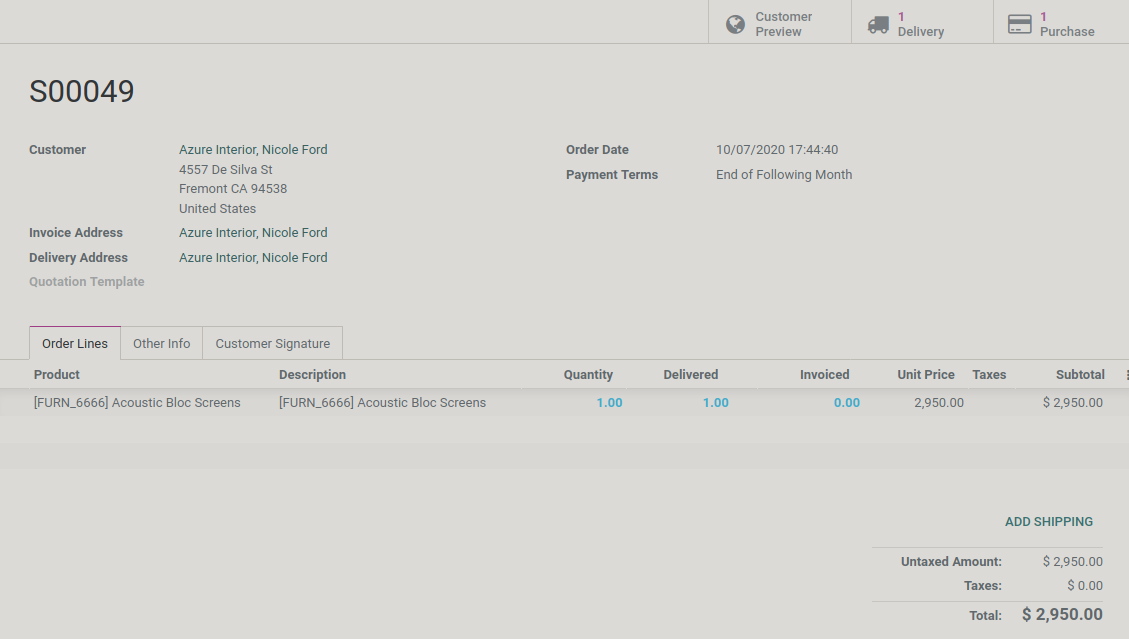 Customer Preview
1 Delivery
1 Purchase
S00049
Customer Azure Interior, Nicole Ford
4557 De Silva St
Fremont CA 94538
United States
Invoice Address Azure Interior, Nicole Ford
Delivery Address Azure Interior, Nicole Ford
Quotation Template
Order Date 10/07/2020 17:44:40
Payment Terms End of Following Month
Order Lines Other Info Customer Signature
Product Description Quantity Delivered Invoiced Unit Price Taxes Subtotal
[FURN_6666] Acoustic Bloc Screens [FURN_6666] Acoustic Bloc Screens 1.00 1.00 0.00 2,950.00 $ 2,950.00
ADD SHIPPING
Untaxed Amount: $ 2,950.00
Taxes: $ 0.00
Total: $ 2,950.00